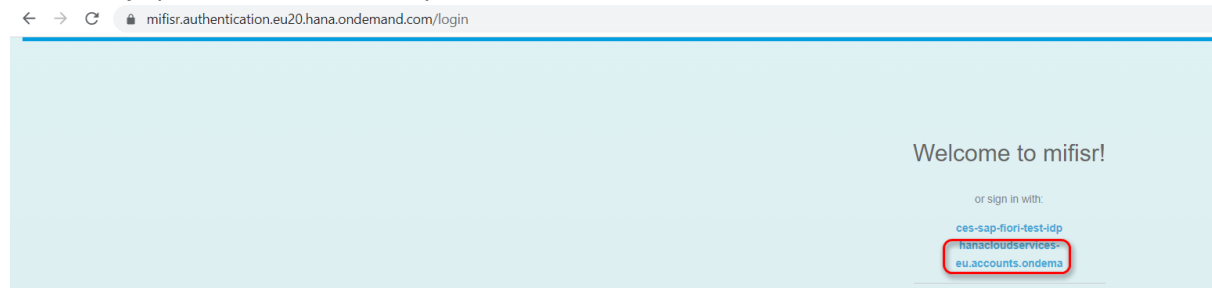 mifisr.authentication.eu20.hana.ondemand.com/login
Welcome to mifisr!
or sign in with:
ces-sap-fiori-test-idp
hanacloudservices-
eu.accounts.ondema